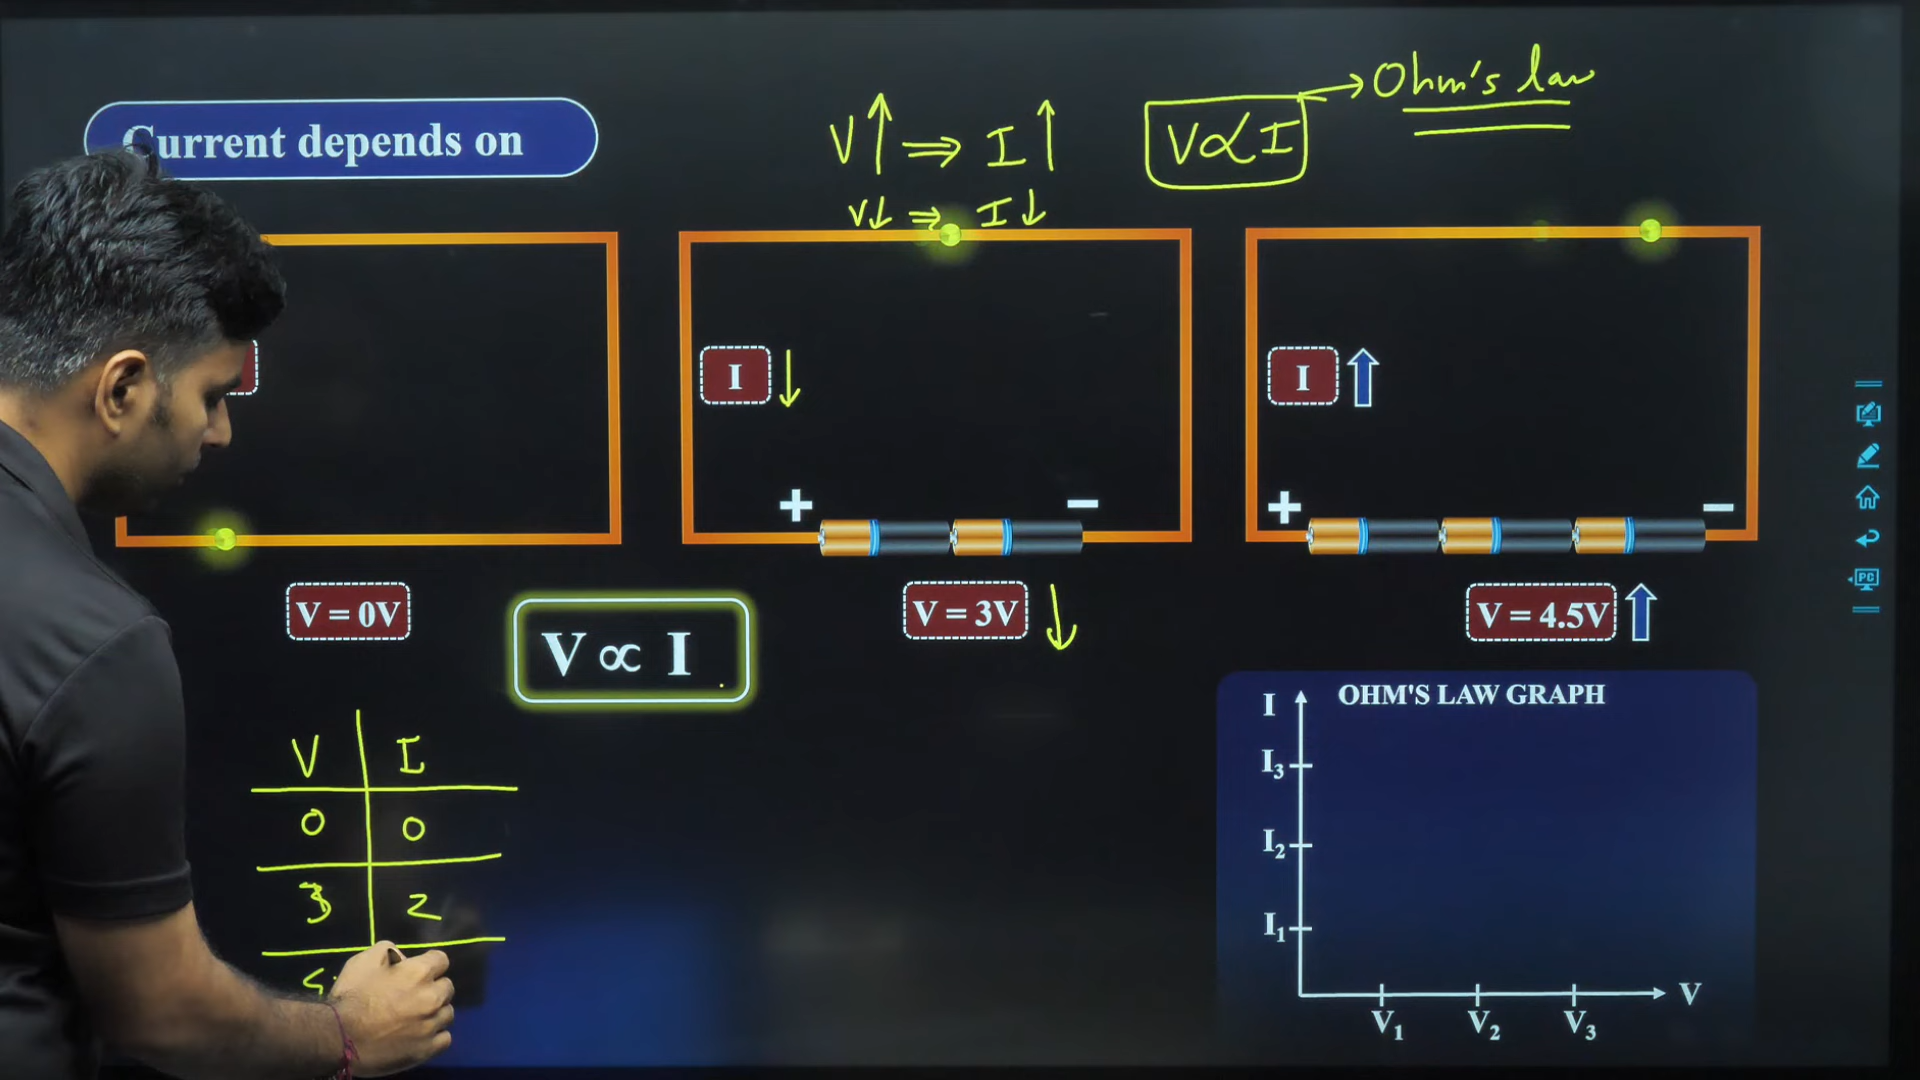 Current depends on
V↑ ⇒ I↑
V∝I
→ Ohm's law
V↓ ⇒ I↓
I ↓
I
+
−
+
−
V = 0V
V = 3V ↓
V = 4.5V
V ∝ I
V I
0 0
3 2
OHM'S LAW GRAPH
I
I₃
I₂
I₁
V
V₁ V₂ V₃
PC